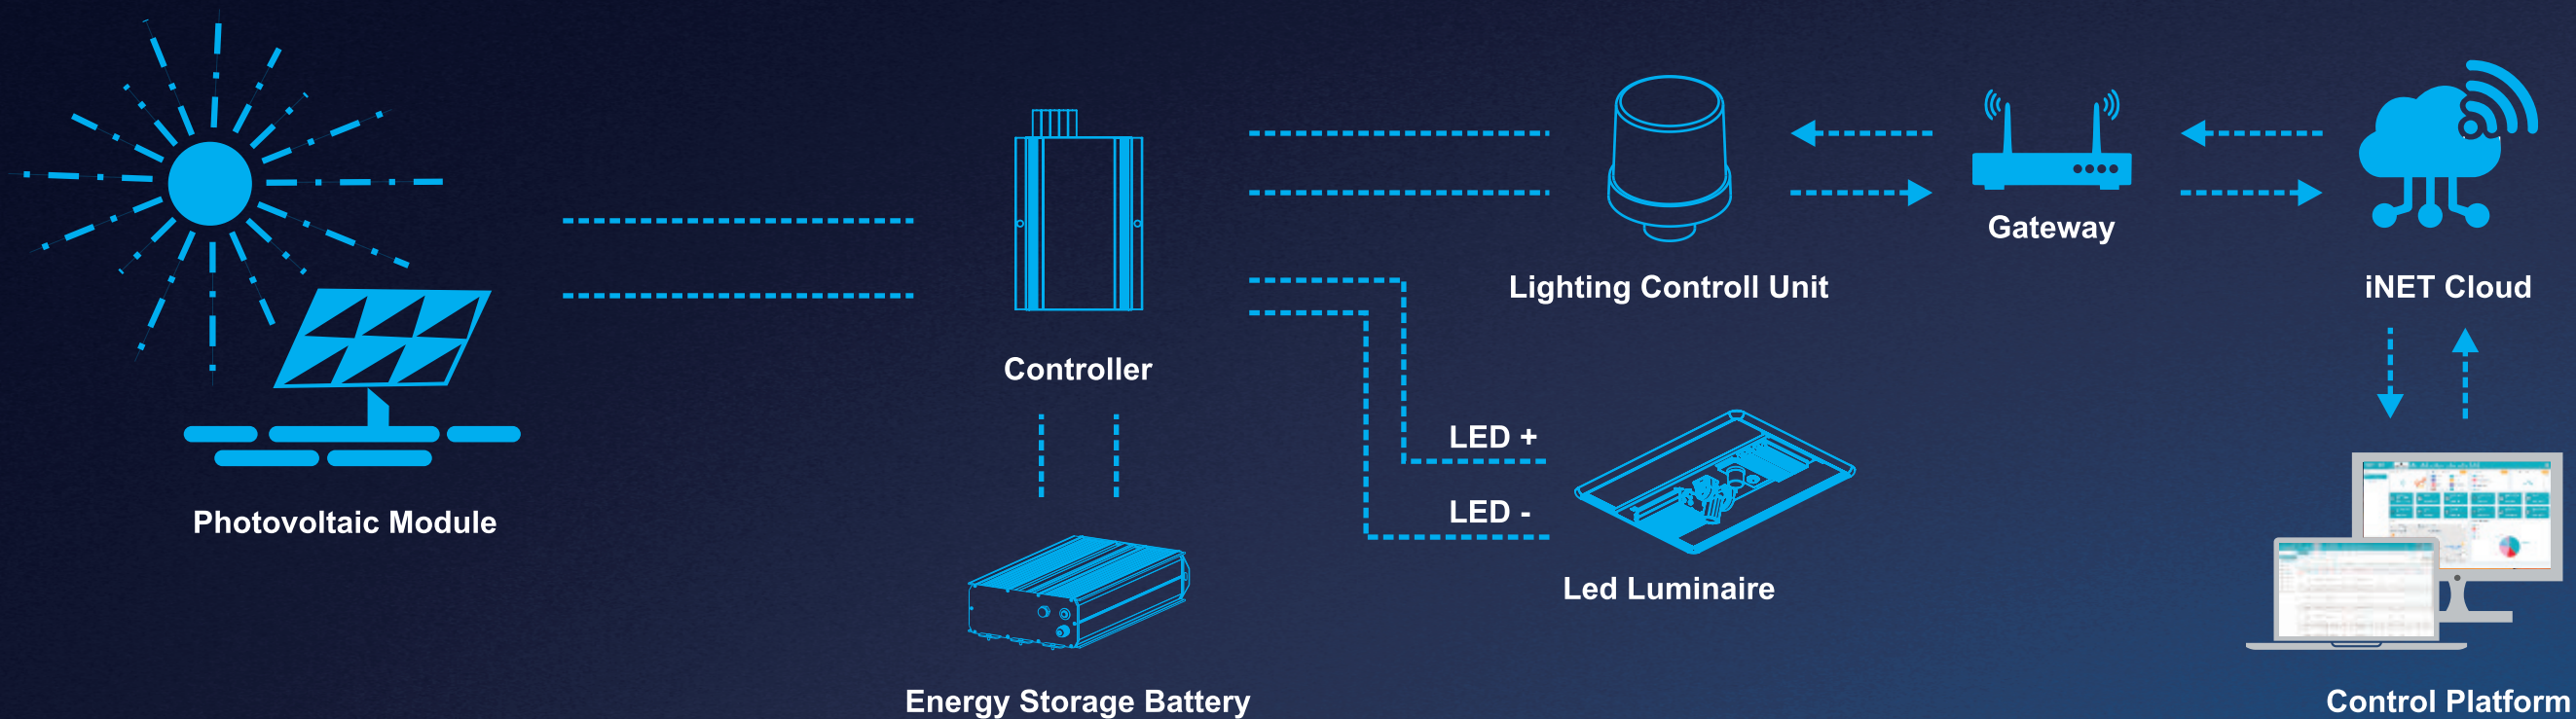 Gateway
Lighting Controll Unit
iNET Cloud
Controller
LED +
LED -
Photovoltaic Module
Led Luminaire
Energy Storage Battery
Control Platform